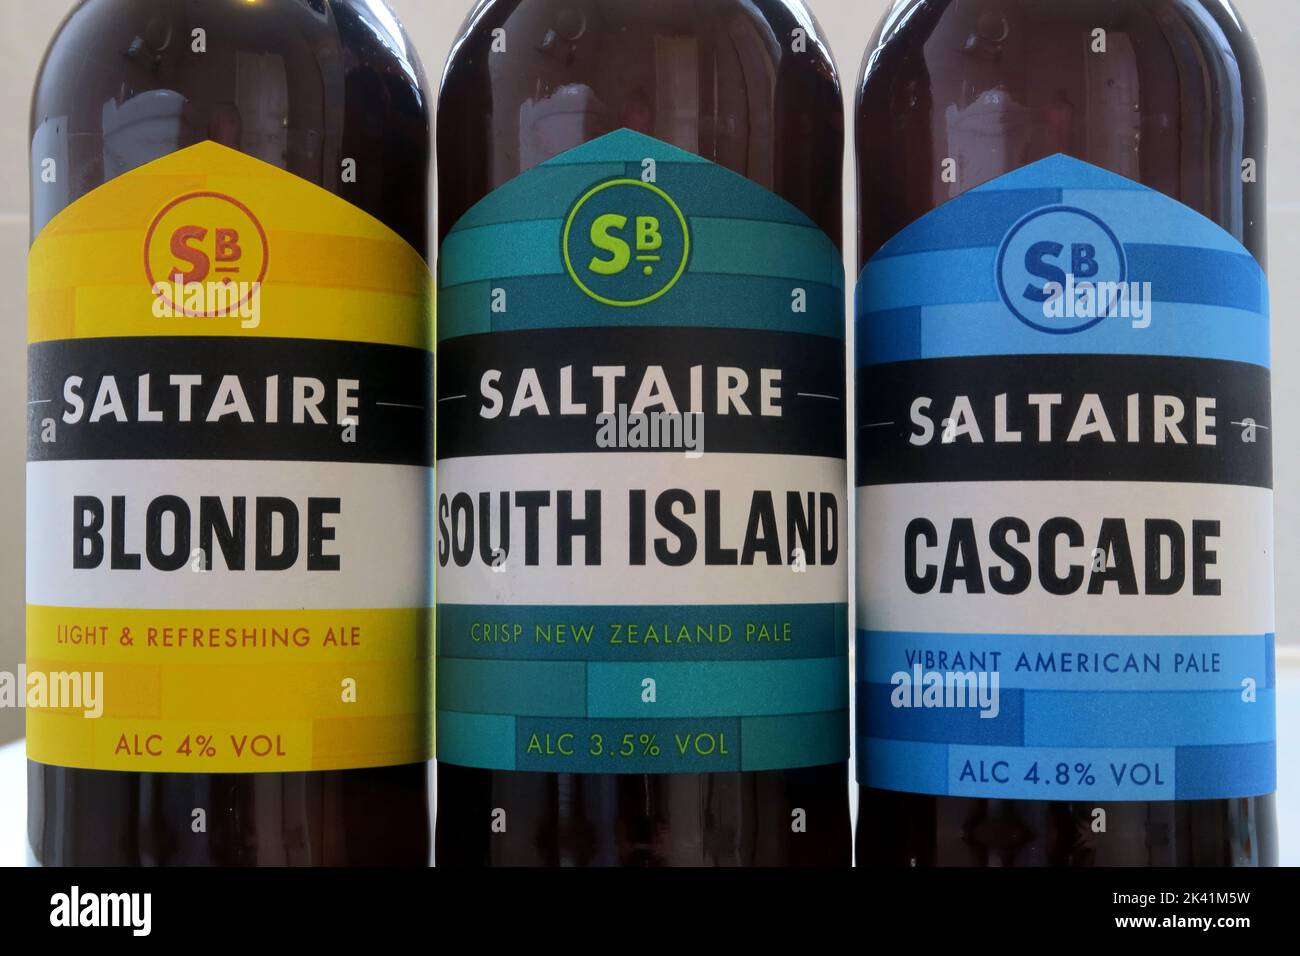 SB
SALTAIRE
BLONDE
LIGHT & REFRESHING ALE
ALC 4% VOL
SB
SALTAIRE
SOUTH ISLAND
CRISP NEW ZEALAND PALE
ALC 3.5% VOL
SB
SALTAIRE
CASCADE
VIBRANT AMERICAN PALE
ALC 4.8% VOL
a
alamy
alamy
Image ID: 2K41M5W
www.alamy.com